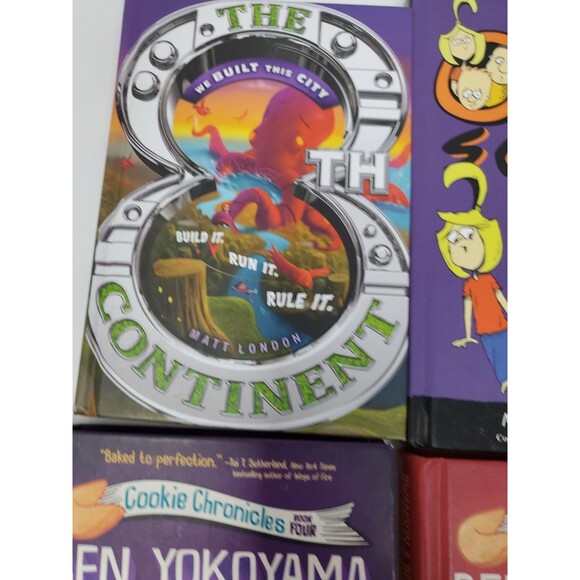 THE
WE BUILT THIS CITY
8TH
BUILD IT.
RUN IT.
RULE IT.
MATT LONDON
CONTINENT
"Baked to perfection." —Tui T. Sutherland, New York Times
bestselling author of Wings of Fire
Cookie Chronicles BOOK
FOUR
EN YOKOYAMA